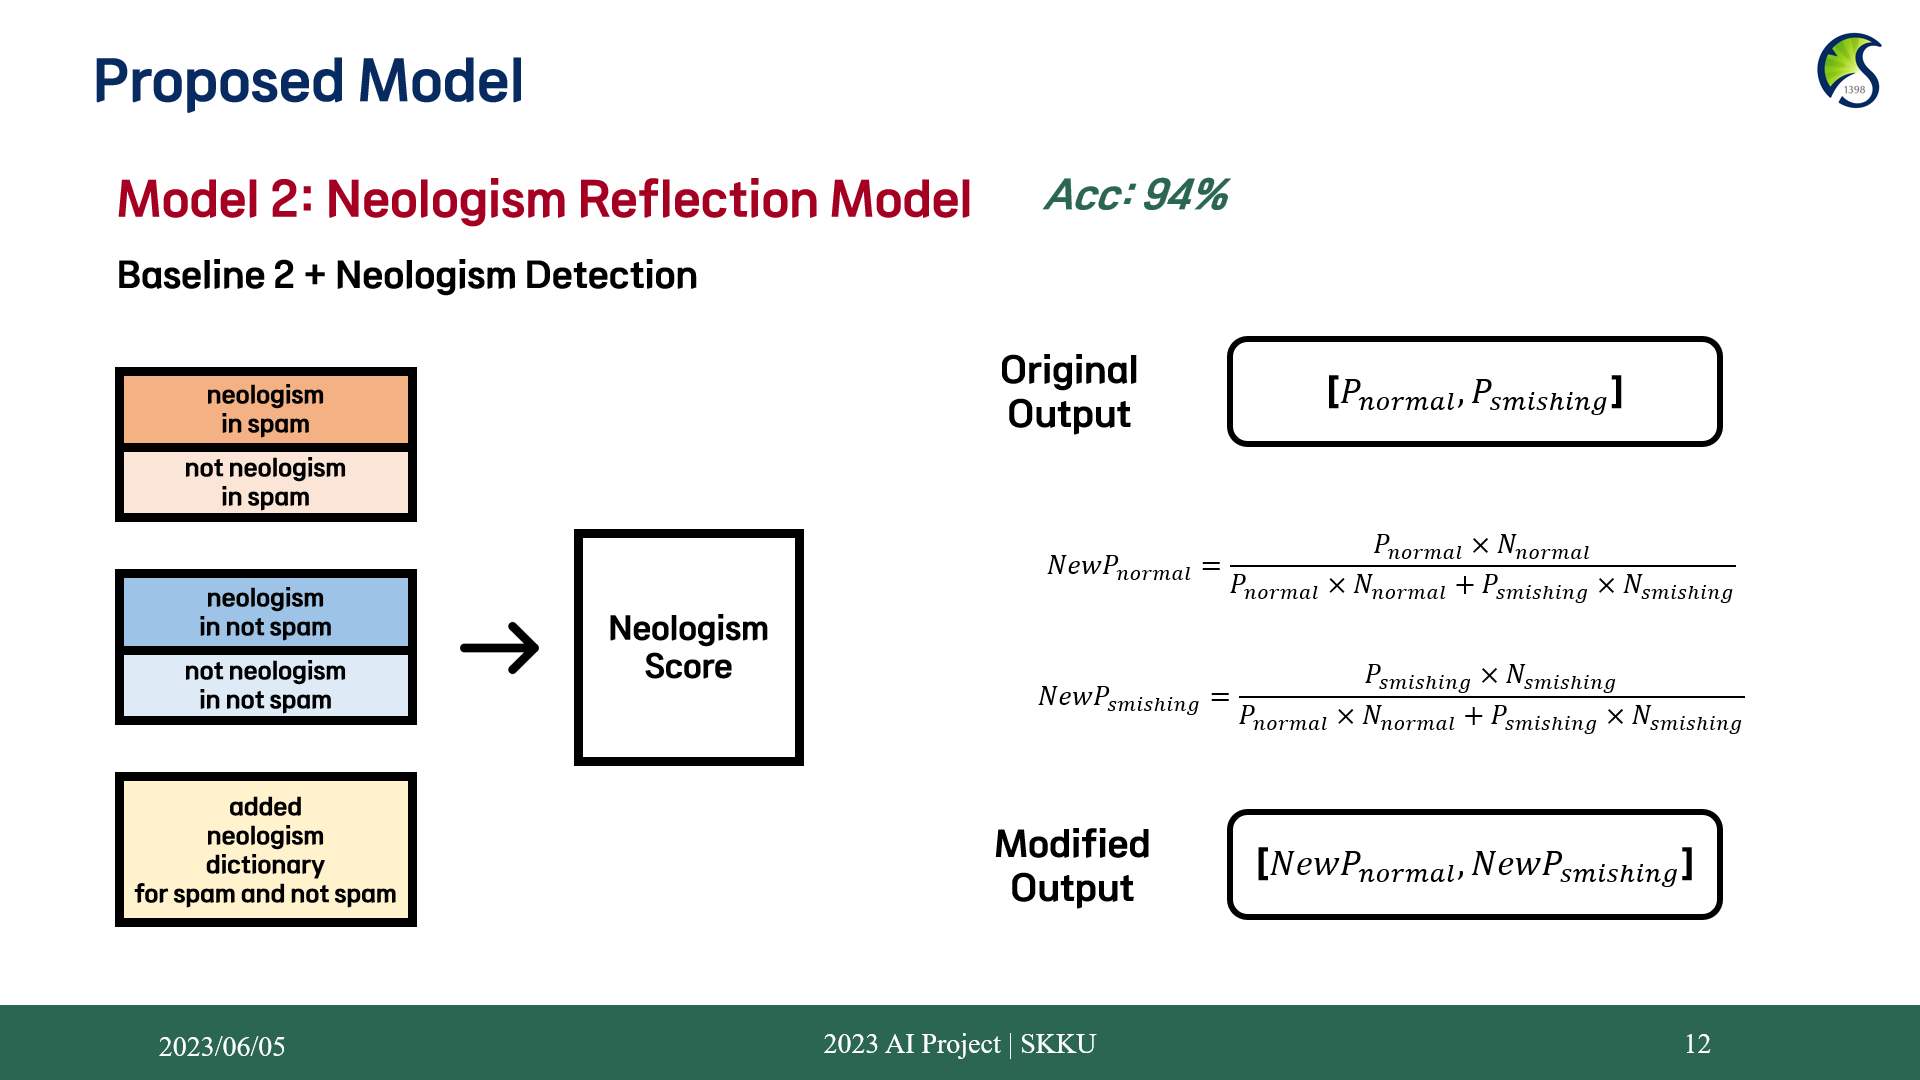 Proposed Model
1398
Model 2: Neologism Reflection Model
Acc: 94%
Baseline 2 + Neologism Detection
neologism
in spam
not neologism
in spam
neologism
in not spam
not neologism
in not spam
added
neologism
dictionary
for spam and not spam
Neologism
Score
Original
Output
[P_normal, P_smishing]
NewP_normal = (P_normal × N_normal) / (P_normal × N_normal + P_smishing × N_smishing)
NewP_smishing = (P_smishing × N_smishing) / (P_normal × N_normal + P_smishing × N_smishing)
Modified
Output
[NewP_normal, NewP_smishing]
2023/06/05
2023 AI Project | SKKU
12